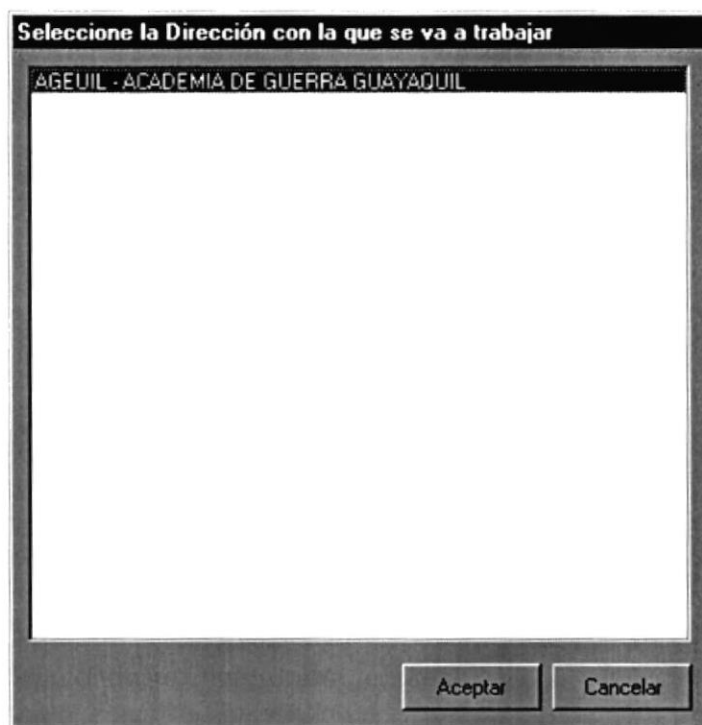 Seleccione la Dirección con la que se va a trabajar
AGEUIL - ACADEMIA DE GUERRA GUAYAQUIL
Aceptar
Cancelar